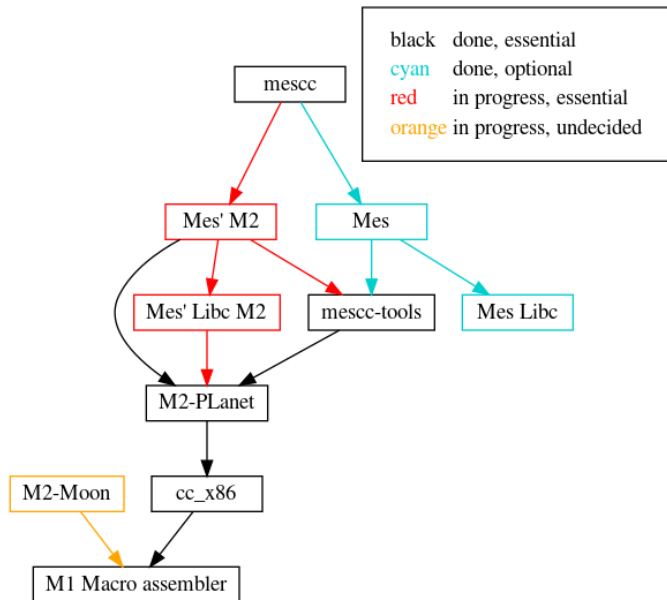 black done, essential
cyan done, optional
red in progress, essential
orange in progress, undecided
mescc
Mes' M2
Mes
Mes' Libc M2
mescc-tools
Mes Libc
M2-PLanet
M2-Moon
cc_x86
M1 Macro assembler